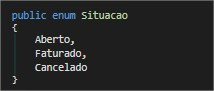 public enum Situacao
{
    Aberto,
    Faturado,
    Cancelado
}